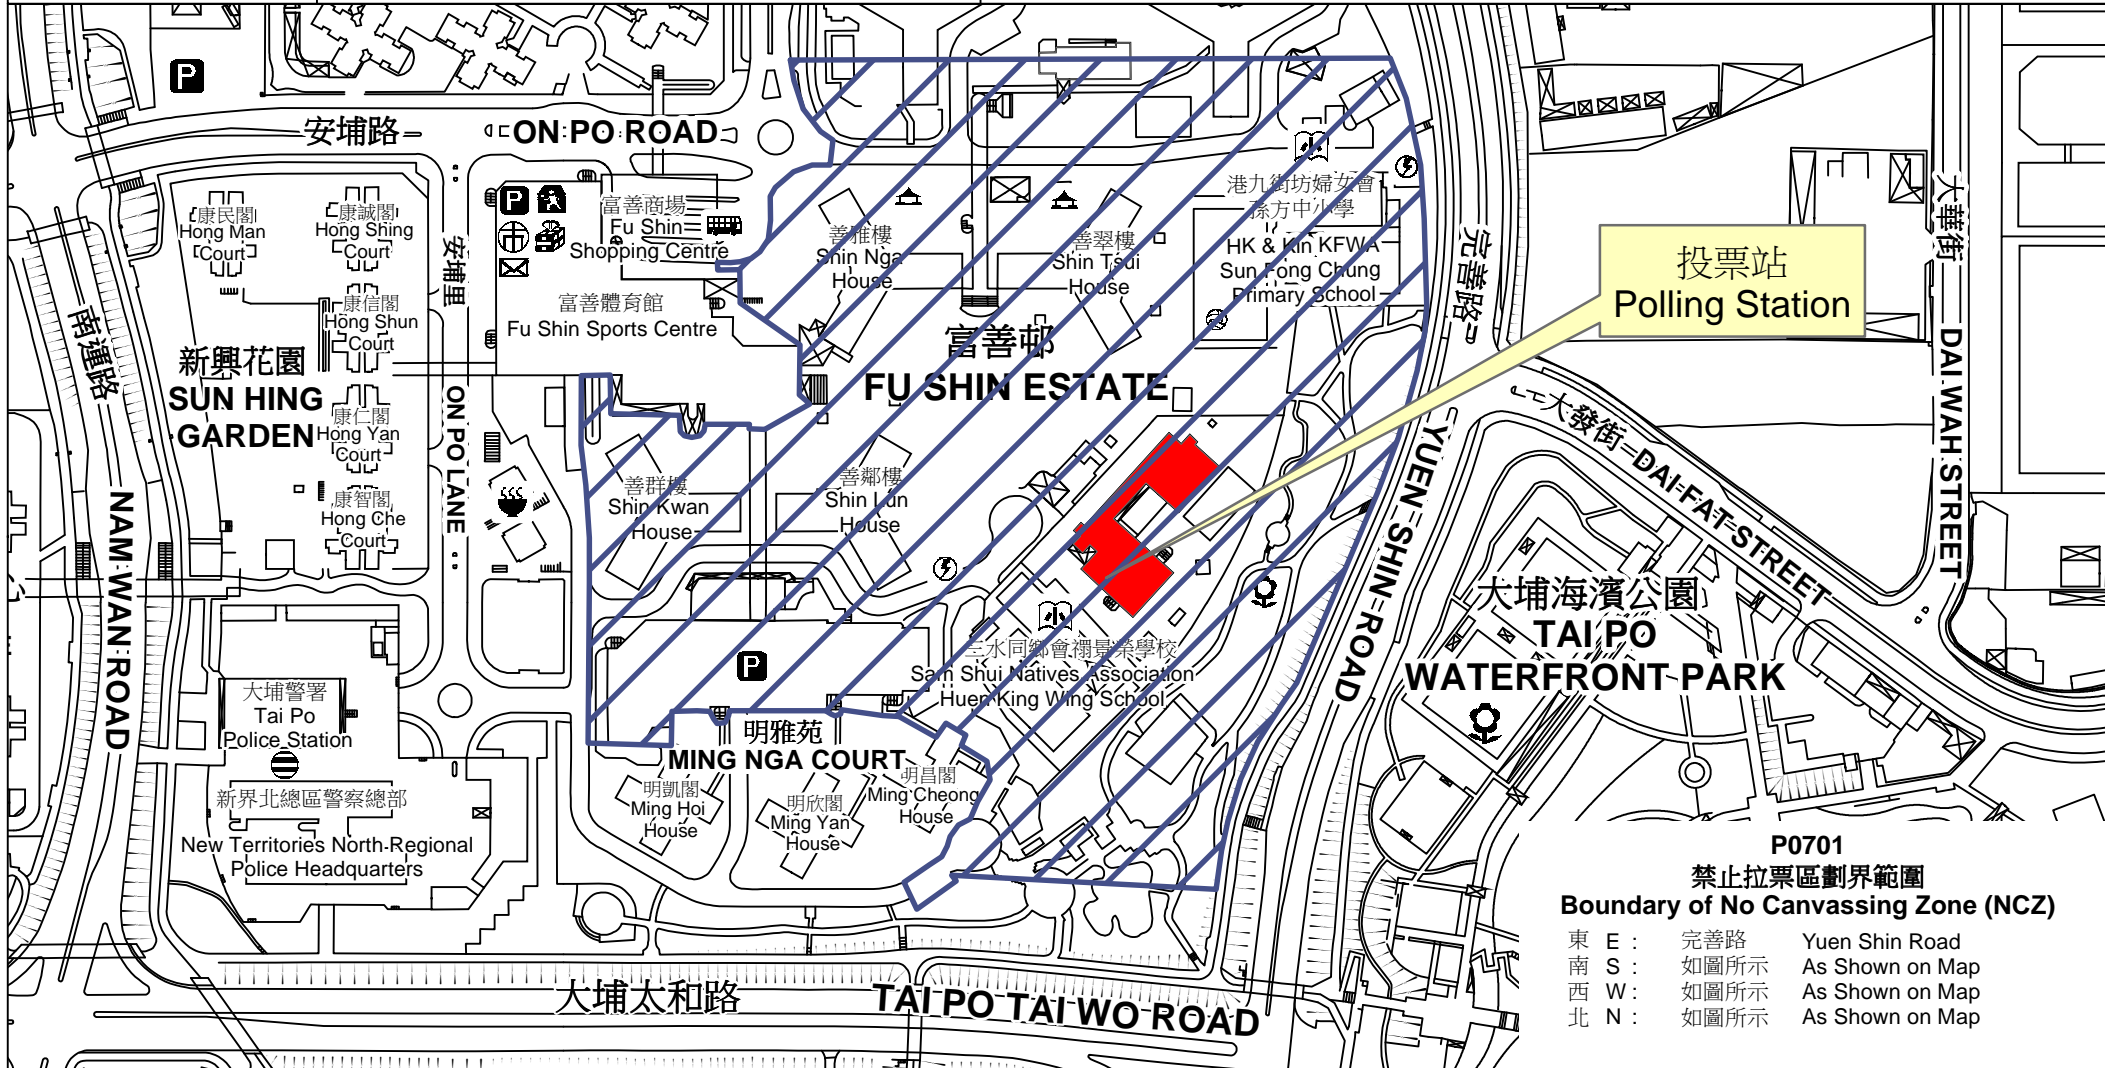 安埔路
ON PO ROAD
康民閣
Hong Man
Court
康誠閣
Hong Shing
Court
安埔里
ON PO LANE
富善商場
Fu Shin
Shopping Centre
富善體育館
Fu Shin Sports Centre
善雅樓
Shin Nga
House
善翠樓
Shin Tsui
House
港九街坊婦女會
孫方中小學
HK & Kln KFWA
Sun Fong Chung
Primary School
完善路
YUEN SHIN ROAD
投票站
Polling Station
大華街
DAI WAH STREET
南運路
NAM WAN ROAD
康信閣
Hong Shun
Court
新興花園
SUN HING
GARDEN
康仁閣
Hong Yan
Court
康智閣
Hong Che
Court
富善邨
FU SHIN ESTATE
大發街
DAI FAT STREET
善群樓
Shin Kwan
House
善鄰樓
Shin Lun
House
大埔海濱公園
TAI PO
WATERFRONT PARK
三水同鄉會禤景榮學校
Sam Shui Natives Association
Huen King Wing School
大埔警署
Tai Po
Police Station
新界北總區警察總部
New Territories North Regional
Police Headquarters
明雅苑
MING NGA COURT
明凱閣
Ming Hoi
House
明欣閣
Ming Yan
House
明昌閣
Ming Cheong
House
大埔太和路
TAI PO TAI WO ROAD
P0701
禁止拉票區劃界範圍
Boundary of No Canvassing Zone (NCZ)
東 E : 完善路 Yuen Shin Road
南 S : 如圖所示 As Shown on Map
西 W : 如圖所示 As Shown on Map
北 N : 如圖所示 As Shown on Map
P
P
P